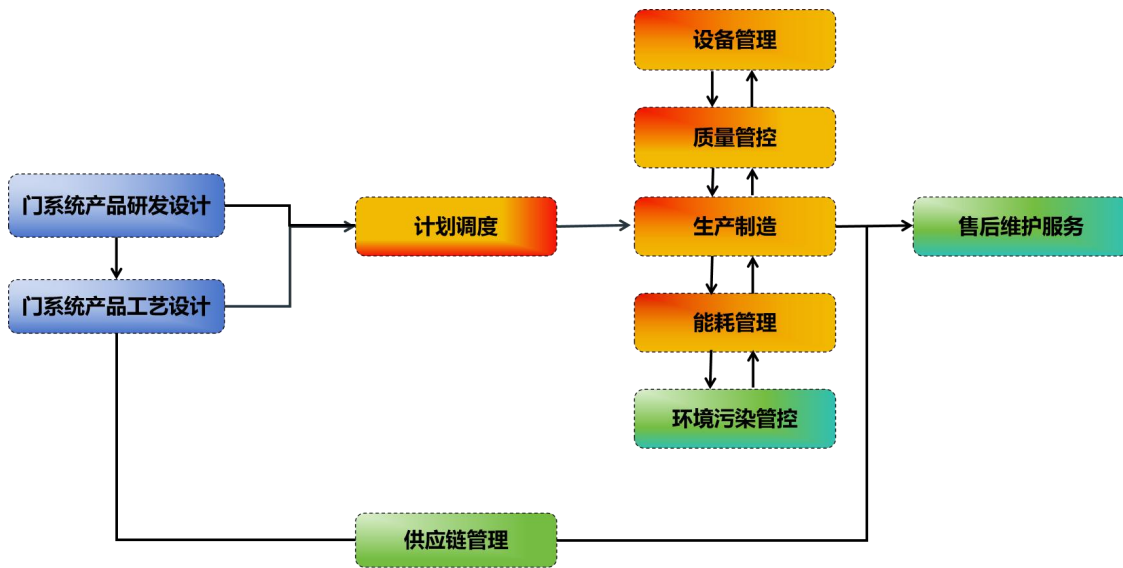 设备管理
质量管控
门系统产品研发设计
计划调度
生产制造
售后维护服务
门系统产品工艺设计
能耗管理
环境污染管控
供应链管理